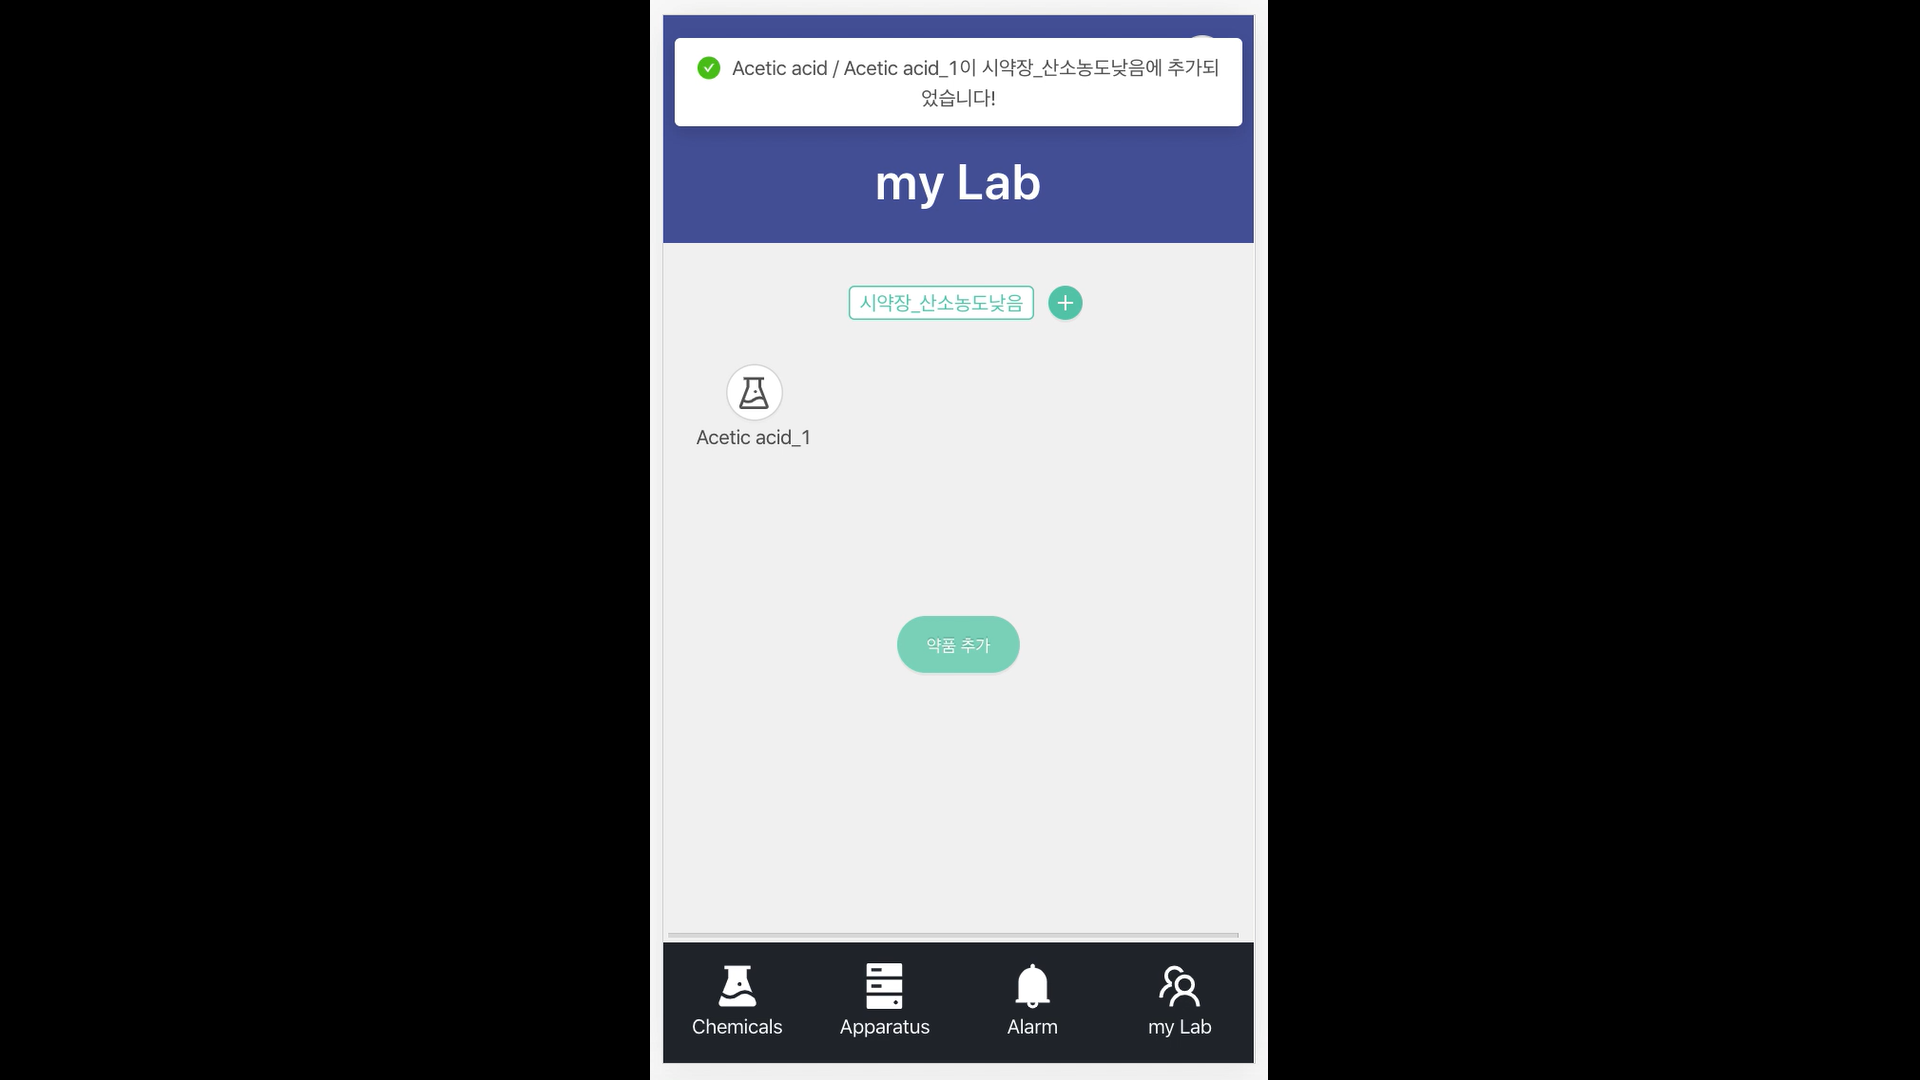 Acetic acid / Acetic acid_1이 시약장_산소농도낮음에 추가되
었습니다!
my Lab
시약장_산소농도낮음
Acetic acid_1
약품 추가
Chemicals
Apparatus
Alarm
my Lab